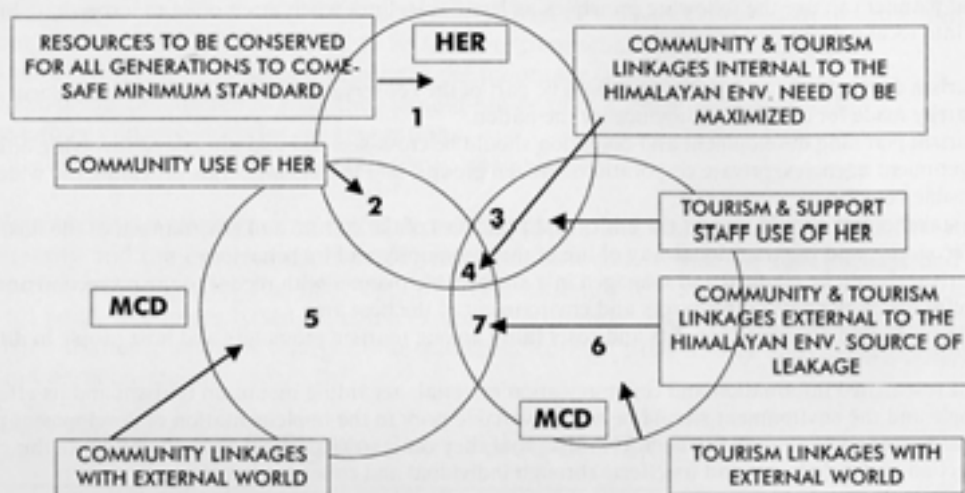 RESOURCES TO BE CONSERVED
FOR ALL GENERATIONS TO COME-
SAFE MINIMUM STANDARD
HER
1
COMMUNITY & TOURISM
LINKAGES INTERNAL TO THE
HIMALAYAN ENV. NEED TO BE
MAXIMIZED
COMMUNITY USE OF HER
2
3
TOURISM & SUPPORT
STAFF USE OF HER
4
MCD
5
7
6
COMMUNITY & TOURISM
LINKAGES EXTERNAL TO THE
HIMALAYAN ENV. SOURCE OF
LEAKAGE
MCD
COMMUNITY LINKAGES
WITH EXTERNAL WORLD
TOURISM LINKAGES WITH
EXTERNAL WORLD